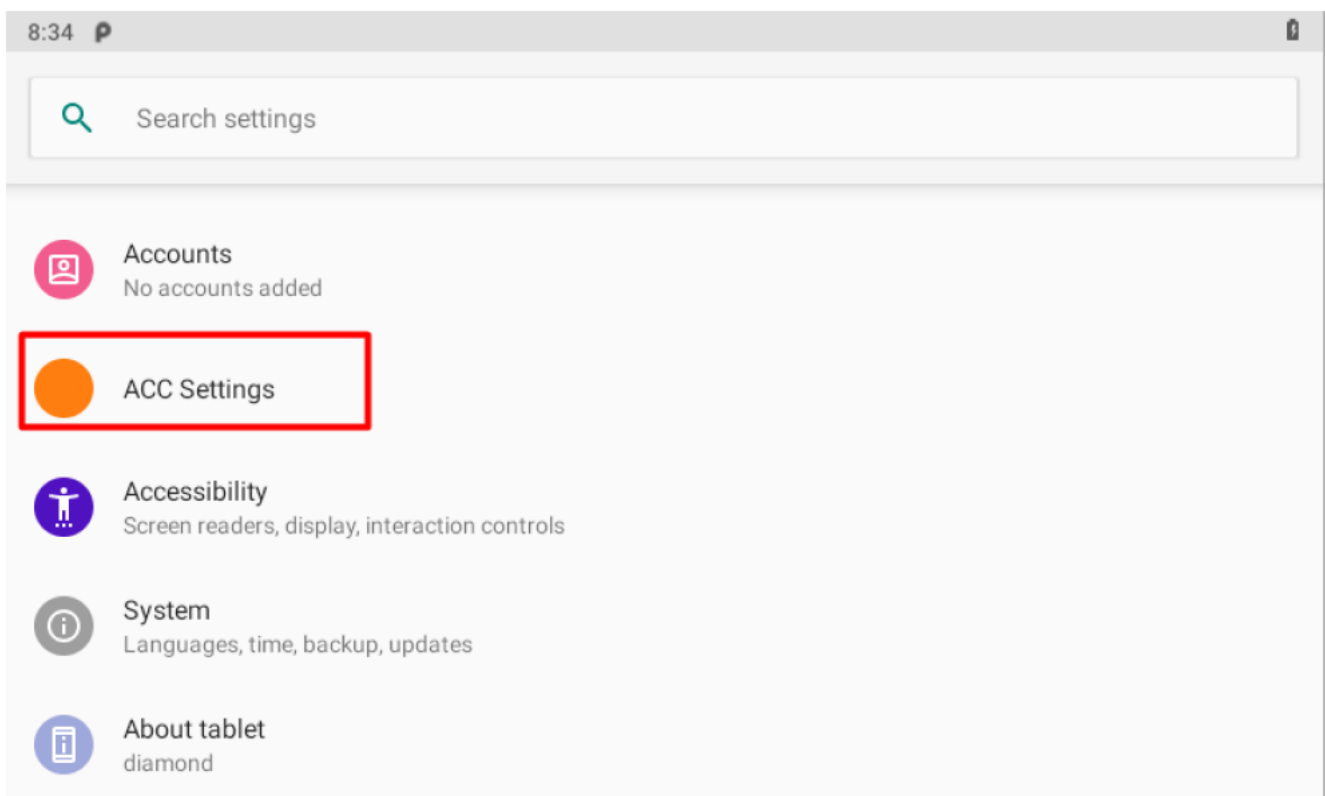 8:34
Search settings
Accounts
No accounts added
ACC Settings
Accessibility
Screen readers, display, interaction controls
System
Languages, time, backup, updates
About tablet
diamond